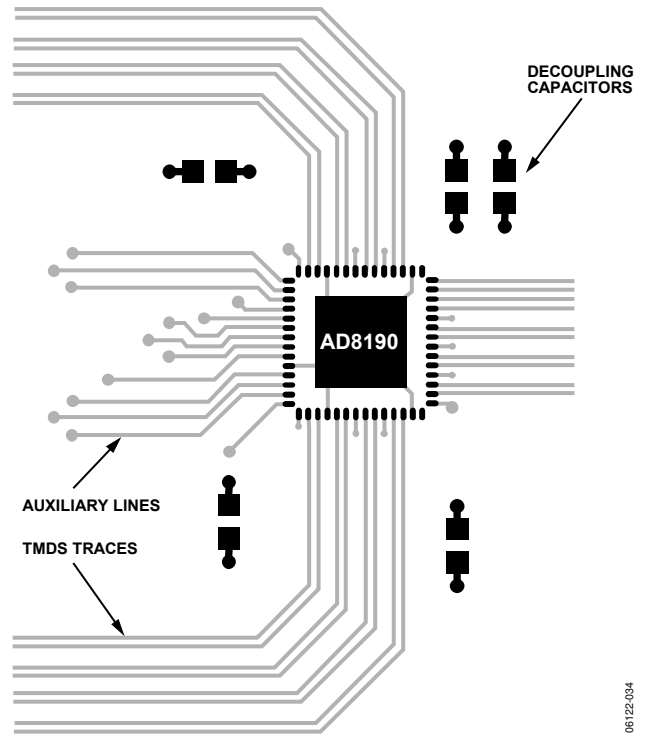 DECOUPLING
CAPACITORS
AD8190
AUXILIARY LINES
TMDS TRACES
06122-034